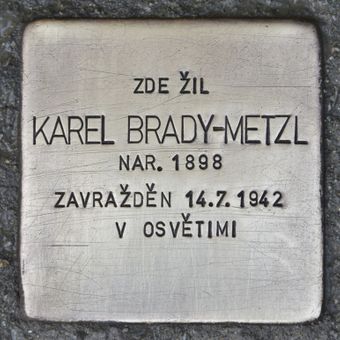 ZDE ŽIL
KAREL BRADY-METZL
NAR. 1898
ZAVRAŽDĚN 14.7.1942
V OSVĚTIMI